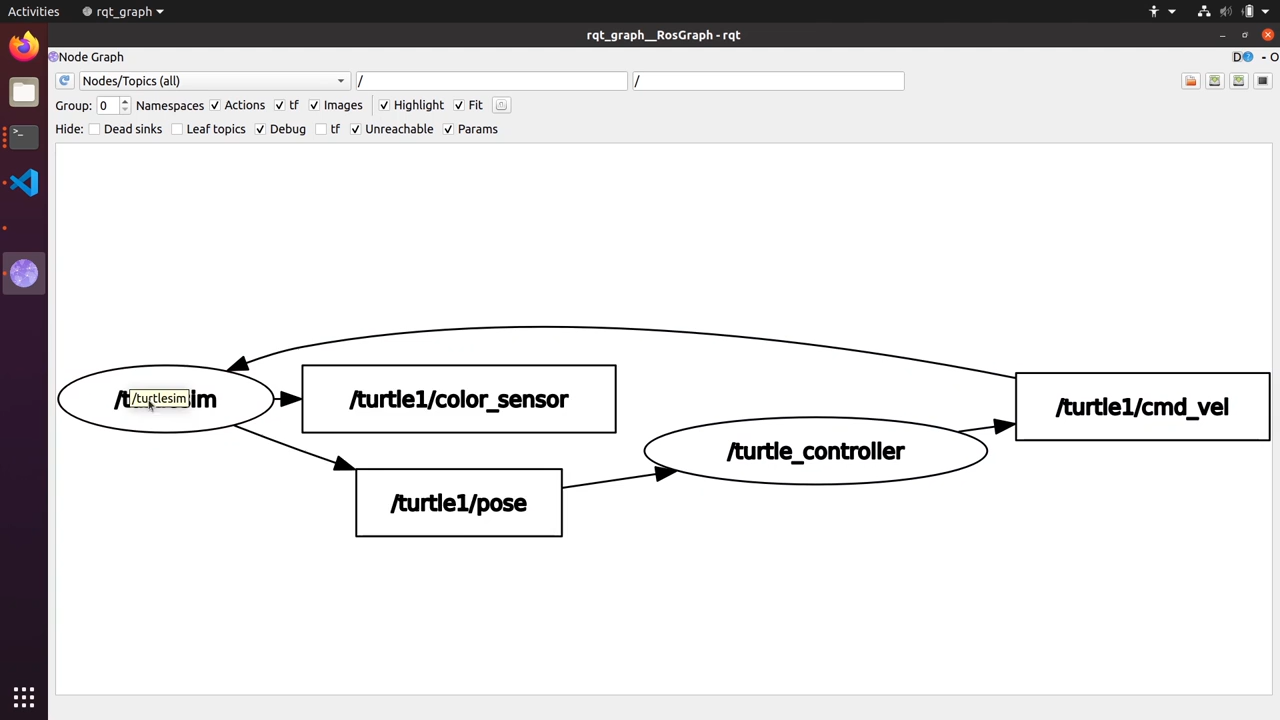 Activities rqt_graph
rqt_graph__RosGraph - rqt
Node Graph D - O
Nodes/Topics (all) / /
Group: 0 Namespaces Actions tf Images Highlight Fit
Hide: Dead sinks Leaf topics Debug tf Unreachable Params
/turtlesim
/turtle1/color_sensor
/turtle1/cmd_vel
/turtle_controller
/turtle1/pose